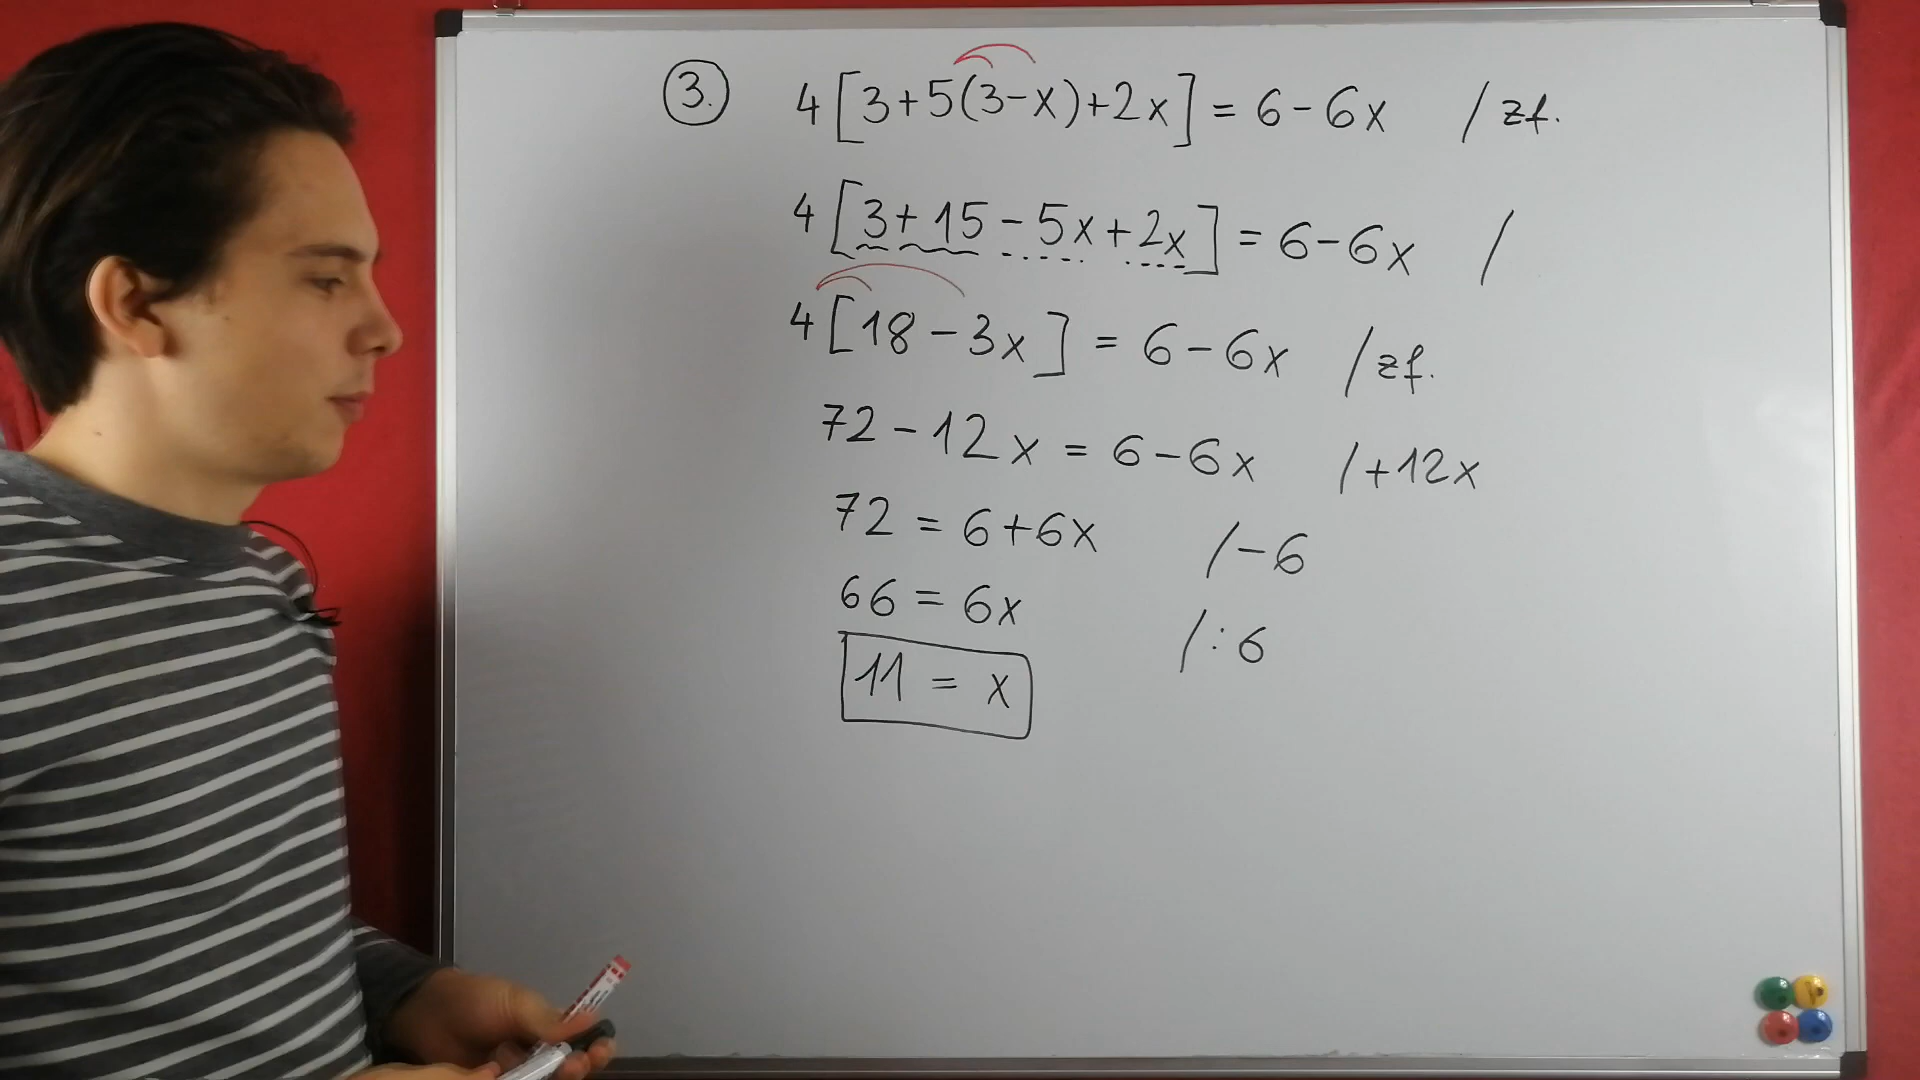 3. 4[3+5(3-x)+2x] = 6-6x / zf.
4[3+15-5x+2x] = 6-6x /
4[18-3x] = 6-6x / zf.
72-12x = 6-6x /+12x
72 = 6+6x /-6
66 = 6x /:6
11 = x